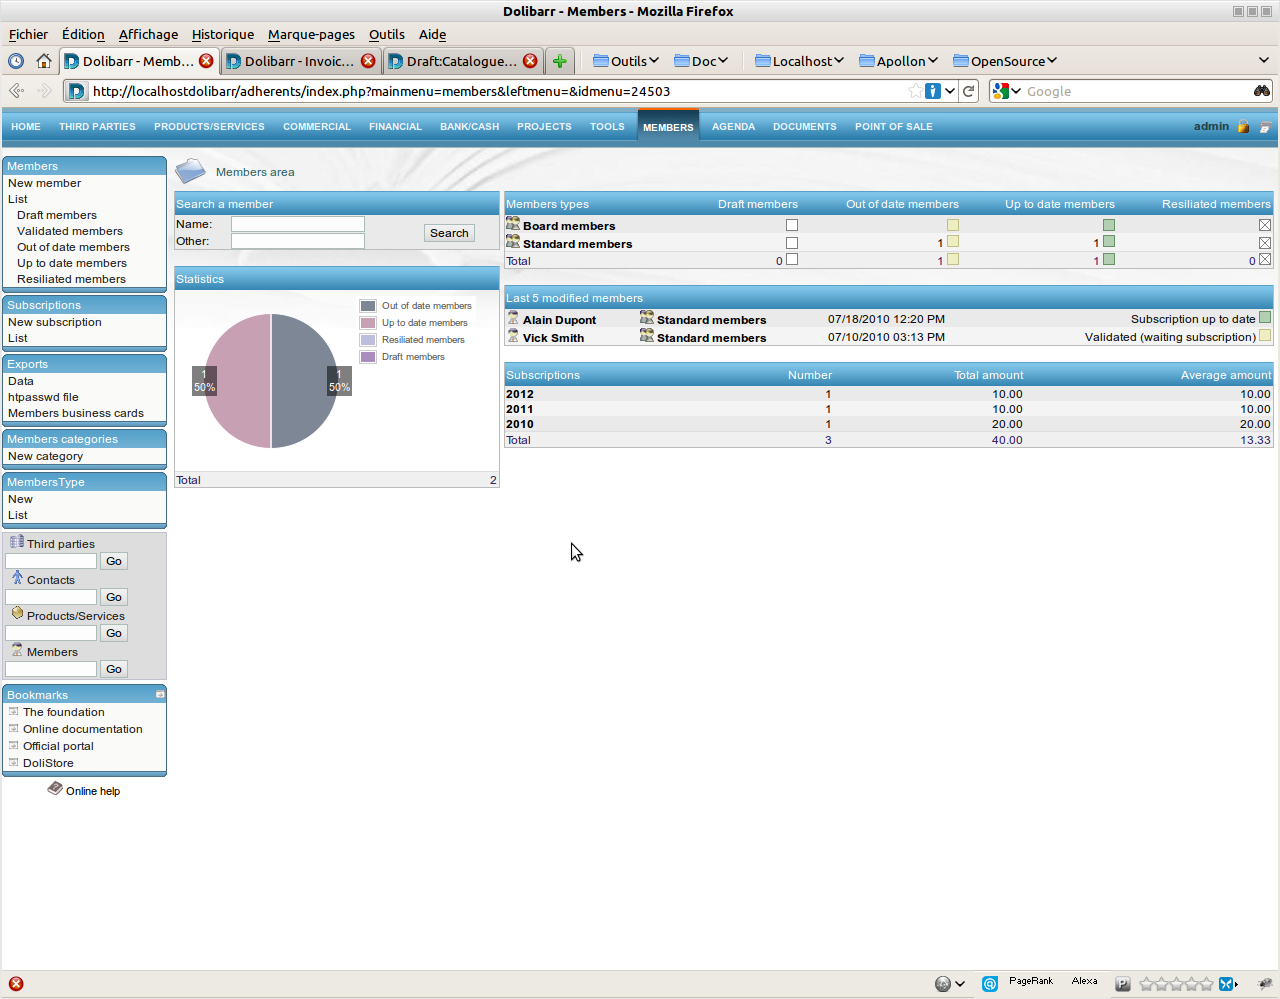 Dolibarr - Members - Mozilla Firefox
Fichier Édition Affichage Historique Marque-pages Outils Aide
Dolibarr - Memb... Dolibarr - Invoic... Draft:Catalogue... Outils Doc Localhost Apollon OpenSource
http://localhostdolibarr/adherents/index.php?mainmenu=members&leftmenu=&idmenu=24503 Google
HOME THIRD PARTIES PRODUCTS/SERVICES COMMERCIAL FINANCIAL BANK/CASH PROJECTS TOOLS MEMBERS AGENDA DOCUMENTS POINT OF SALE admin
Members
New member
List
Draft members
Validated members
Out of date members
Up to date members
Resiliated members
Subscriptions
New subscription
List
Exports
Data
htpasswd file
Members business cards
Members categories
New category
MembersType
New
List
Third parties
Go
Contacts
Go
Products/Services
Go
Members
Go
Bookmarks
The foundation
Online documentation
Official portal
DoliStore
Online help
Members area
Search a member
Name:
Other:
Search
Statistics
Out of date members
Up to date members
Resiliated members
Draft members
1 50%
1 50%
Total 2
Members types Draft members Out of date members Up to date members Resiliated members
Board members
Standard members 1 1
Total 0 1 1 0
Last 5 modified members
Alain Dupont Standard members 07/18/2010 12:20 PM Subscription up to date
Vick Smith Standard members 07/10/2010 03:13 PM Validated (waiting subscription)
Subscriptions Number Total amount Average amount
2012 1 10.00 10.00
2011 1 10.00 10.00
2010 1 20.00 20.00
Total 3 40.00 13.33
PageRank Alexa